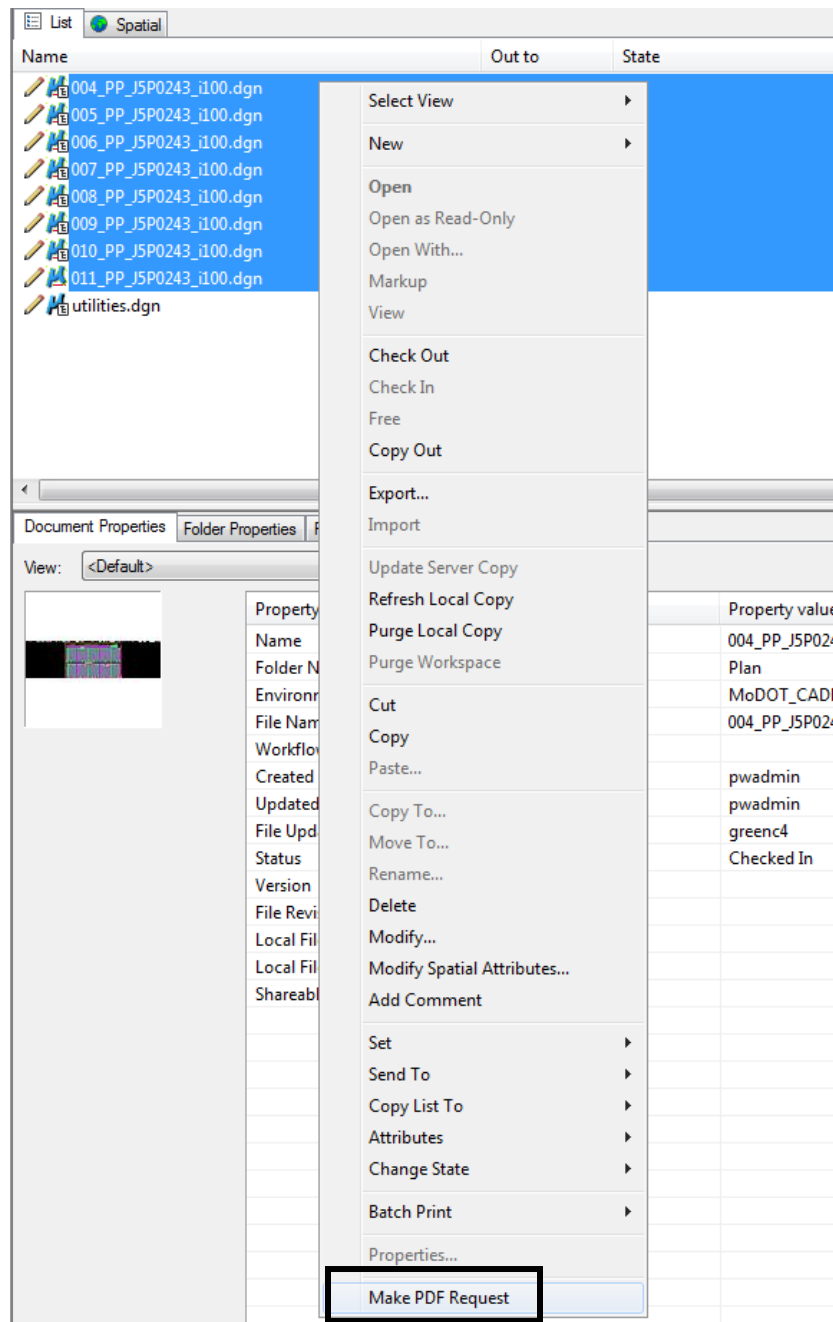 List
Spatial
Name Out to State
004_PP_J5P0243_i100.dgn
005_PP_J5P0243_i100.dgn
006_PP_J5P0243_i100.dgn
007_PP_J5P0243_i100.dgn
008_PP_J5P0243_i100.dgn
009_PP_J5P0243_i100.dgn
010_PP_J5P0243_i100.dgn
011_PP_J5P0243_i100.dgn
utilities.dgn
Select View
New
Open
Open as Read-Only
Open With...
Markup
View
Check Out
Check In
Free
Copy Out
Export...
Import
Update Server Copy
Refresh Local Copy
Purge Local Copy
Purge Workspace
Cut
Copy
Paste...
Copy To...
Move To...
Rename...
Delete
Modify...
Modify Spatial Attributes...
Add Comment
Set
Send To
Copy List To
Attributes
Change State
Batch Print
Properties...
Make PDF Request
Document Properties
Folder Properties
View: <Default>
Property Property value
Name 004_PP_J5P024
Folder N Plan
Environr MoDOT_CADD
File Nam 004_PP_J5P024
Workflov
Created pwadmin
Updated pwadmin
File Upd greenc4
Status Checked In
Version
File Revi
Local Fil
Local Fil
Shareabl